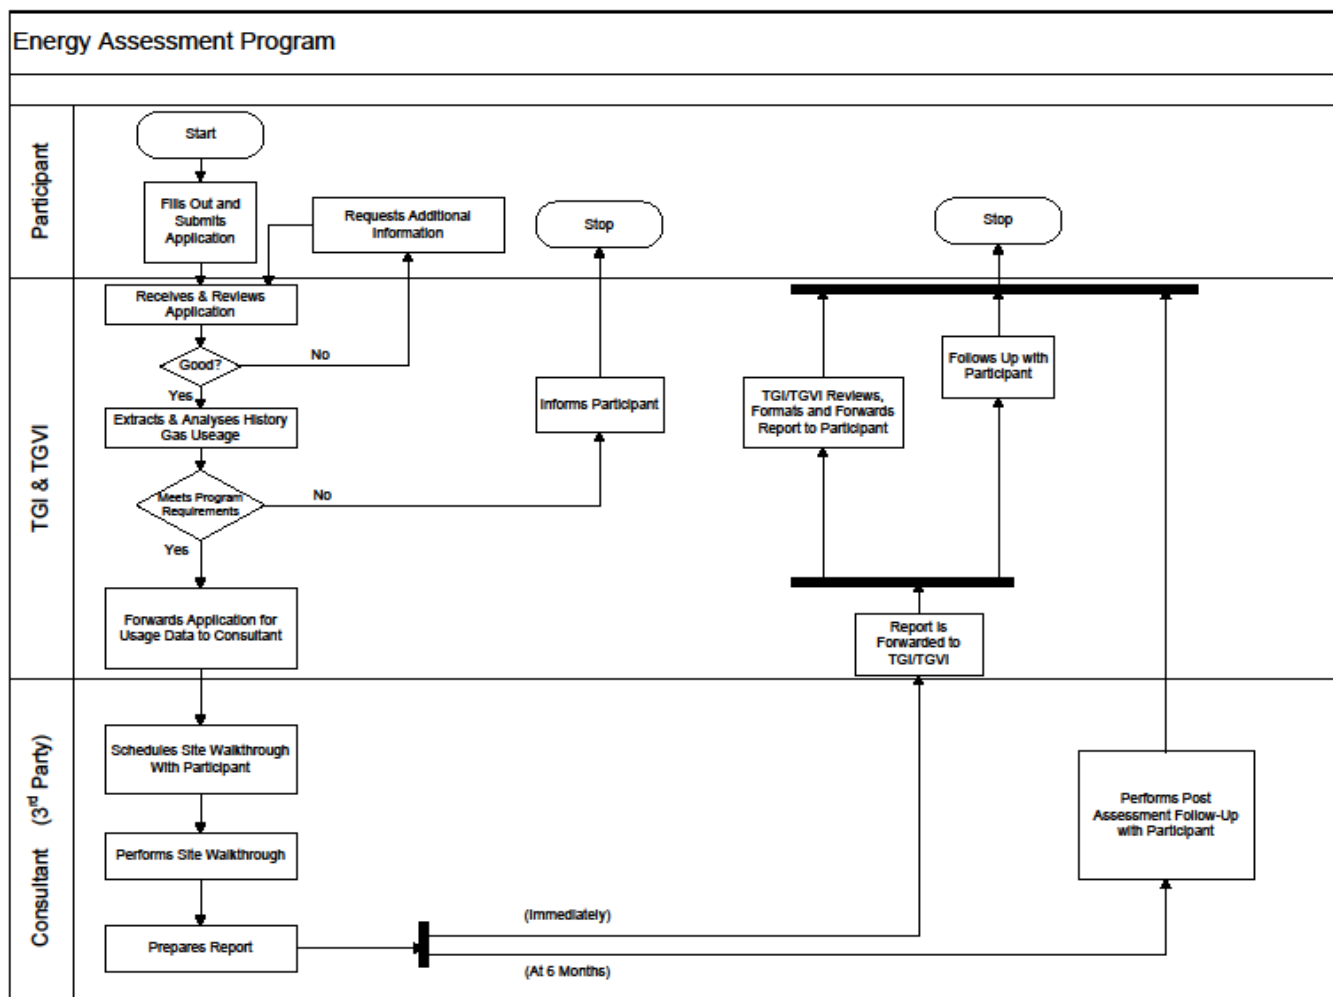 Energy Assessment Program
Participant
Start
Fills Out and
Submits
Application
Requests Additional
Information
Stop
Stop
TGI & TGVI
Receives & Reviews
Application
Good?
No
Yes
Extracts & Analyses History
Gas Useage
Meets Program
Requirements
No
Yes
Forwards Application for
Usage Data to Consultant
Informs Participant
TGI/TGVI Reviews,
Formats and Forwards
Report to Participant
Follows Up with
Participant
Report is
Forwarded to
TGI/TGVI
Consultant (3rd Party)
Schedules Site Walkthrough
With Participant
Performs Site Walkthrough
Prepares Report
(Immediately)
(At 6 Months)
Performs Post
Assessment Follow-Up
with Participant